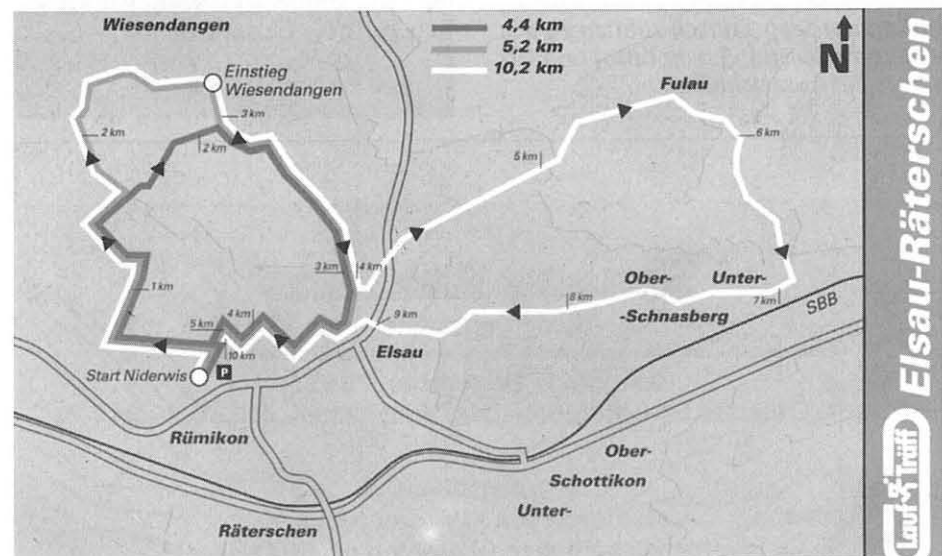 Wiesendangen
4,4 km
5,2 km
10,2 km
N
Einstieg
Wiesendangen
3 km
2 km
2 km
Fulau
5 km
6 km
1 km
3 km
4 km
Ober-
Unter-
-Schnasberg
7 km
SBB
8 km
9 km
4 km
5 km
10 km
P
Start Niderwis
Elsau
Rümikon
Räterschen
Ober-
Schottikon
Unter-
Elsau-Räterschen
Lauf Träff